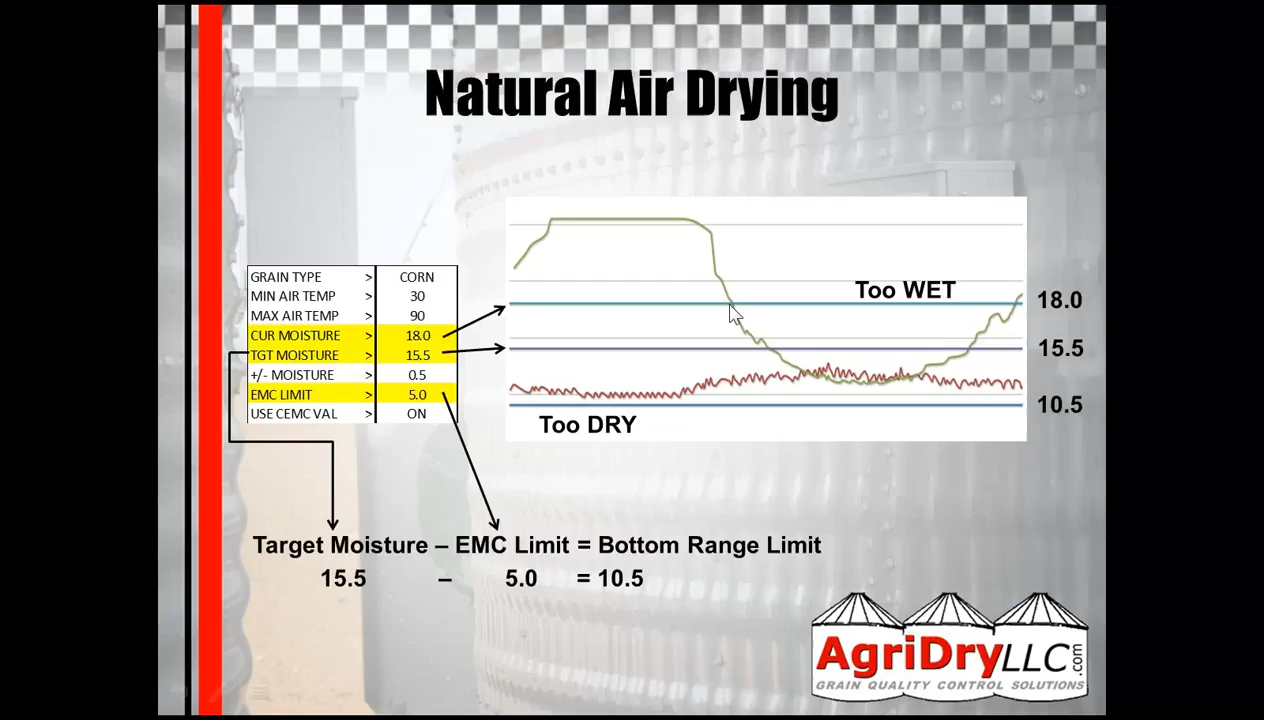 Natural Air Drying
GRAIN TYPE > CORN
MIN AIR TEMP > 30
MAX AIR TEMP > 90
CUR MOISTURE > 18.0
TGT MOISTURE > 15.5
+/- MOISTURE > 0.5
EMC LIMIT > 5.0
USE CEMC VAL > ON
Too WET
18.0
15.5
10.5
Too DRY
Target Moisture – EMC Limit = Bottom Range Limit
15.5 – 5.0 = 10.5
AgriDryLLC.com
GRAIN QUALITY CONTROL SOLUTIONS